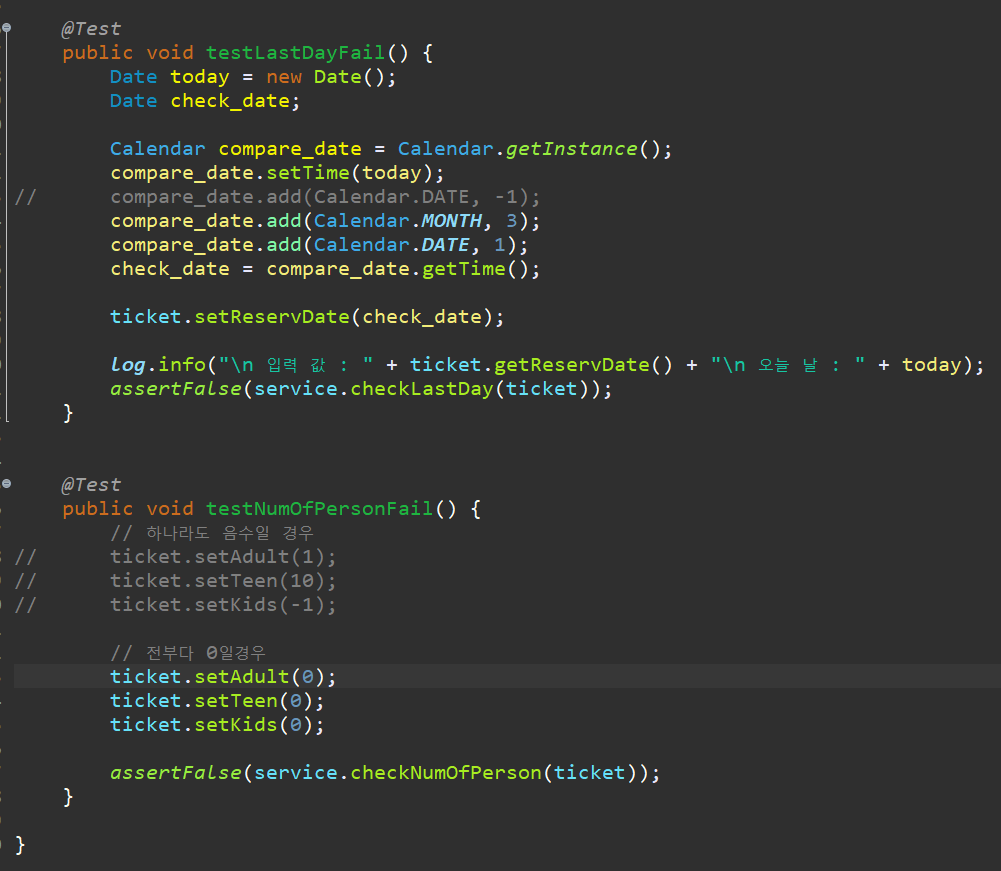 @Test
public void testLastDayFail() {
Date today = new Date();
Date check_date;
Calendar compare_date = Calendar.getInstance();
compare_date.setTime(today);
// compare_date.add(Calendar.DATE, -1);
compare_date.add(Calendar.MONTH, 3);
compare_date.add(Calendar.DATE, 1);
check_date = compare_date.getTime();
ticket.setReservDate(check_date);
log.info("\n 입력 값 : " + ticket.getReservDate() + "\n 오늘 날 : " + today);
assertFalse(service.checkLastDay(ticket));
}
@Test
public void testNumOfPersonFail() {
// 하나라도 음수일 경우
// ticket.setAdult(1);
// ticket.setTeen(10);
// ticket.setKids(-1);
// 전부다 0일경우
ticket.setAdult(0);
ticket.setTeen(0);
ticket.setKids(0);
assertFalse(service.checkNumOfPerson(ticket));
}
}